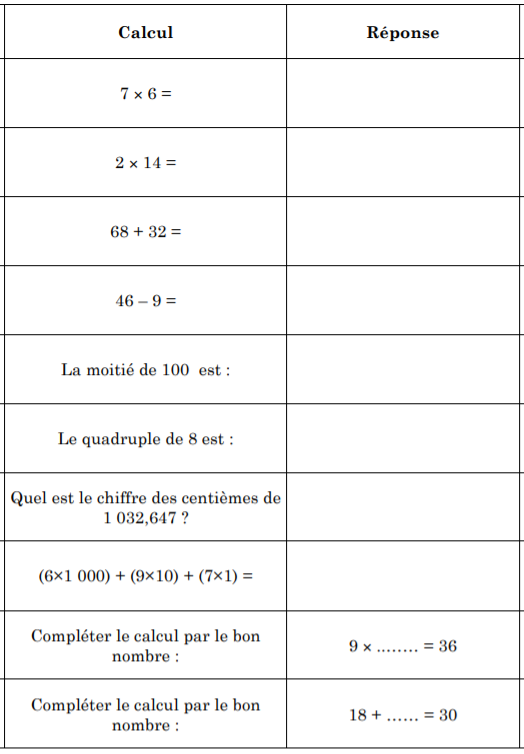 Calcul Réponse
7 × 6 =
2 × 14 =
68 + 32 =
46 – 9 =
La moitié de 100 est :
Le quadruple de 8 est :
Quel est le chiffre des centièmes de
1 032,647 ?
(6×1 000) + (9×10) + (7×1) =
Compléter le calcul par le bon
nombre :
9 × …….. = 36
Compléter le calcul par le bon
nombre :
18 + …… = 30